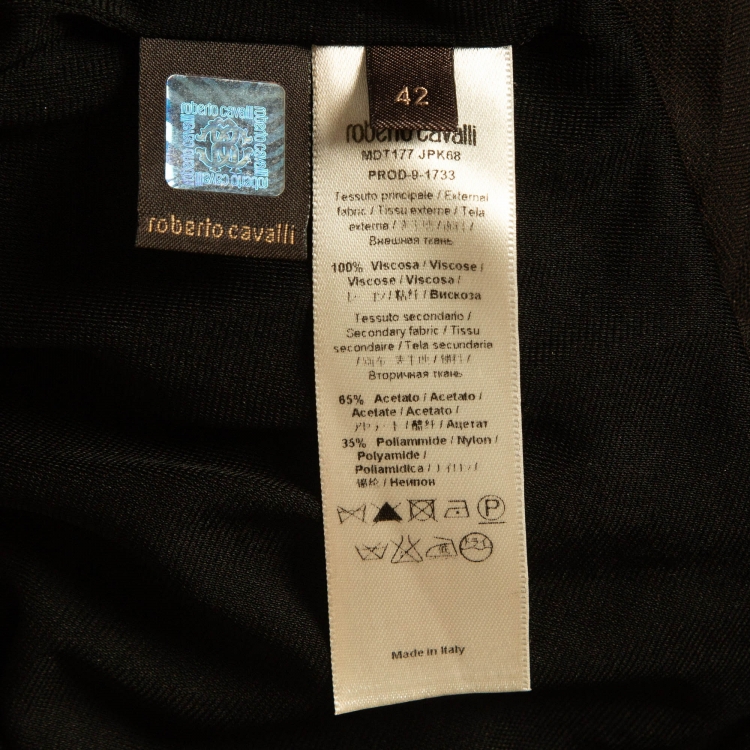 roberto cavalli
roberto cavalli
42
roberto cavalli
MDT177 JPK68
PROD-9-1733
Tessuto principale / External
fabric / Tissu externe / Tela
externa /
Внешная ткань
100% Viscosa / Viscose /
Viscose / Viscosa /
/ Вискоза
Tessuto secondario /
Secondary fabric / Tissu
secondaire / Tela secundaria
Вторичная ткань
65% Acetato / Acetato /
Acetate / Acetato /
/ Ацетат
35% Poliammide / Nylon /
Polyamide /
Poliamidica /
/ Нейлон
P
Made in Italy